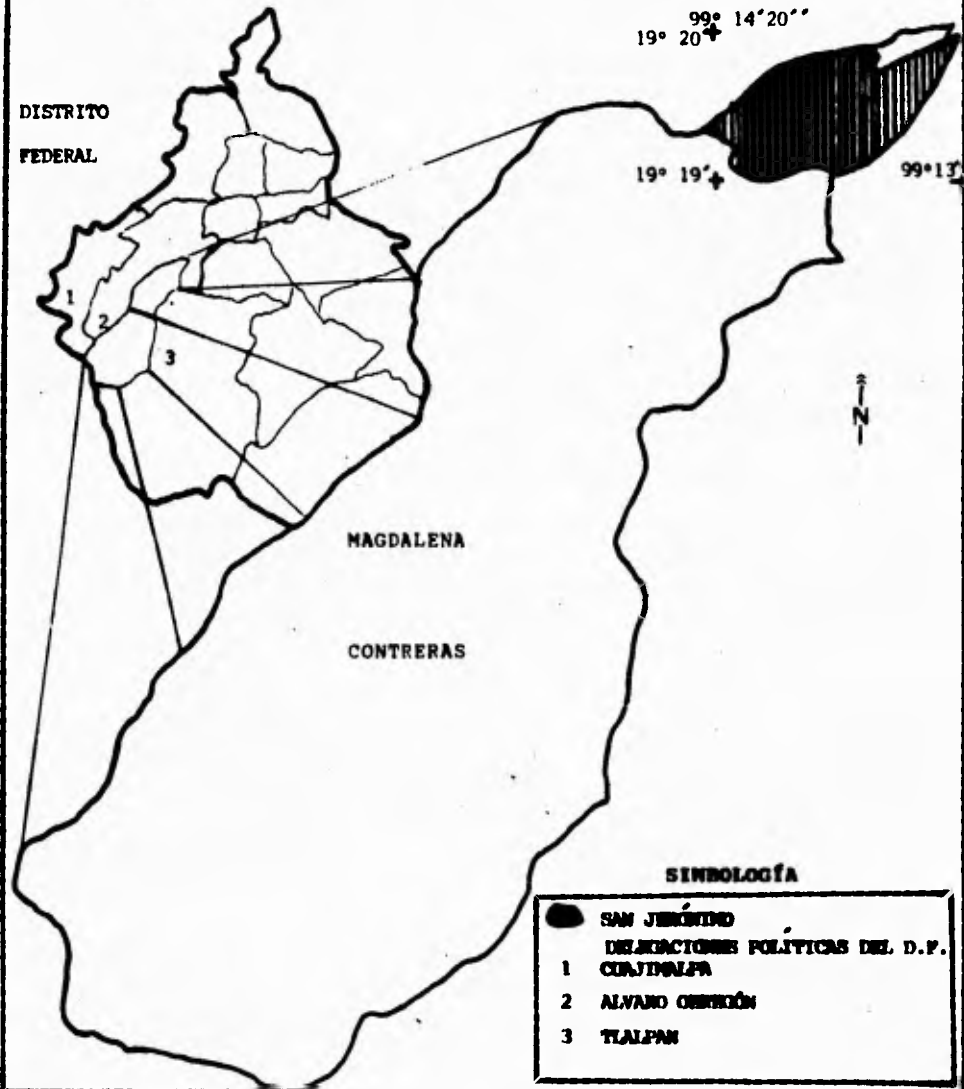 99° 14'20''
19° 20'
DISTRITO
FEDERAL
19° 19'
99°13'
1
2
3
N
MAGDALENA
CONTRERAS
SIMBOLOGÍA
SAN JERÓNIMO
DELEGACIONES POLÍTICAS DEL D.F.
1 CUAJIMALPA
2 ALVARO OBREGÓN
3 TLALPAN